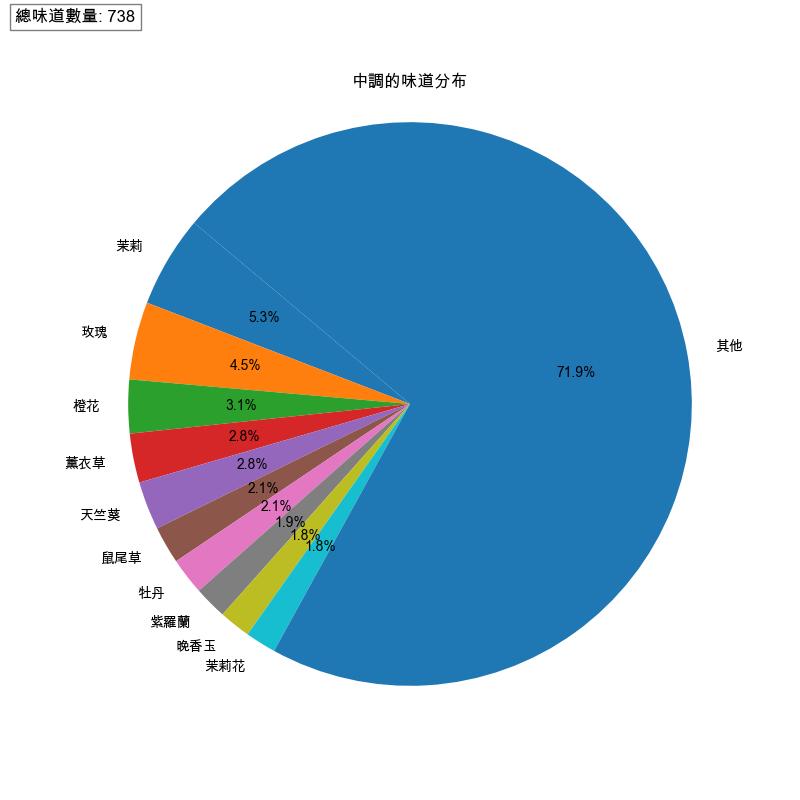 總味道數量: 738
中調的味道分布
茉莉
5.3%
玫瑰
4.5%
橙花
3.1%
薰衣草
2.8%
天竺葵
2.8%
鼠尾草
2.1%
牡丹
2.1%
紫羅蘭
1.9%
晚香玉
1.8%
茉莉花
1.8%
其他
71.9%